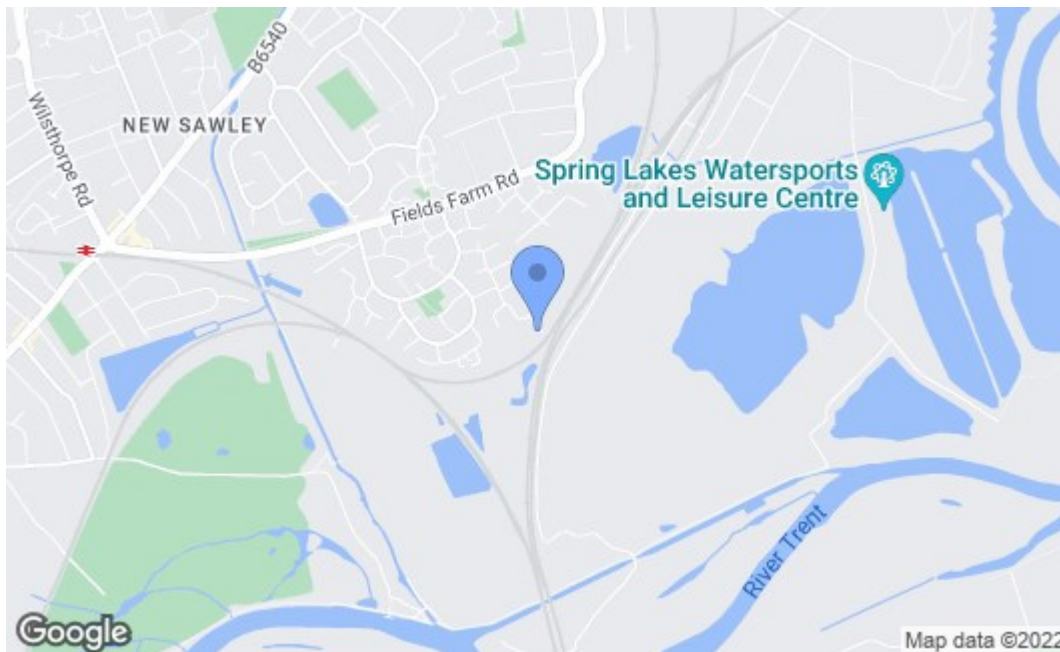 B6540
Wilsthorpe Rd
NEW SAWLEY
Spring Lakes Watersports
and Leisure Centre
Fields Farm Rd
River Trent
Google
Map data ©2022